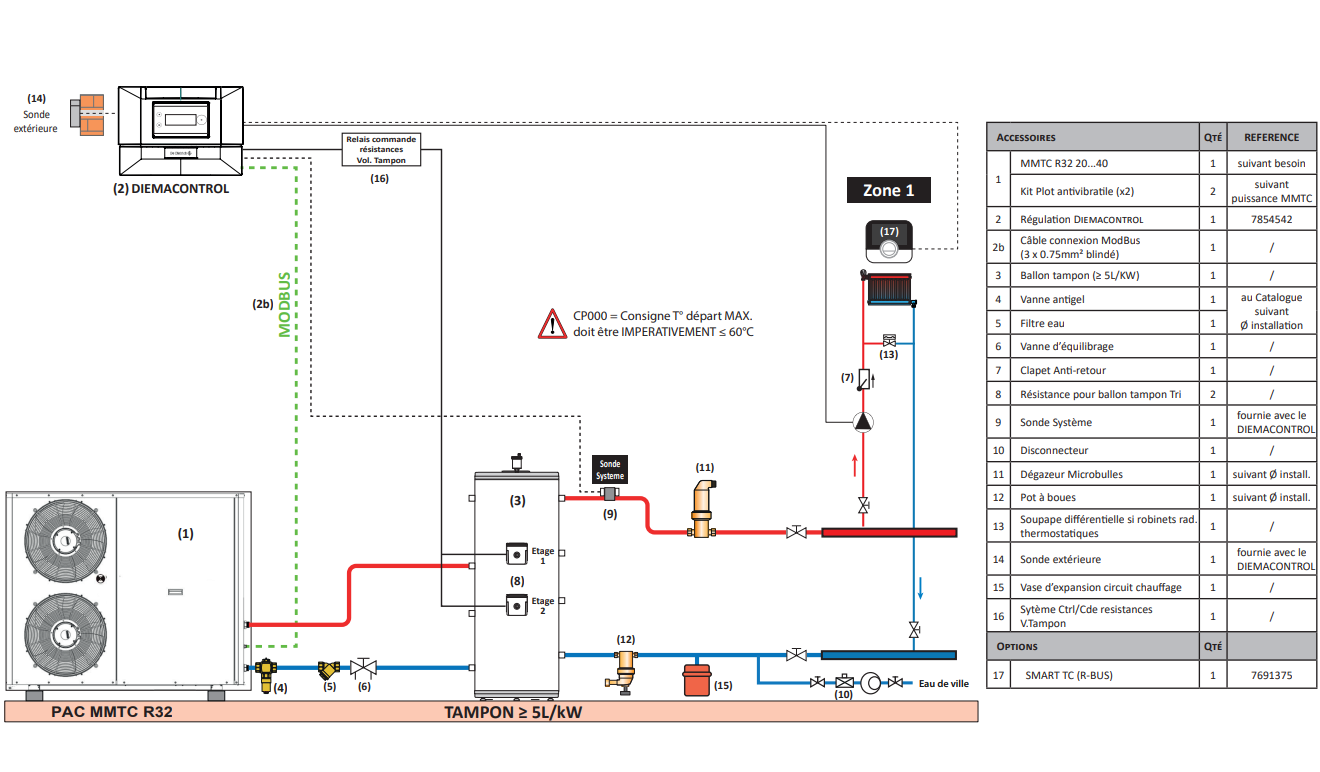 (14)
Sonde
extérieure
(2) DIEMACONTROL
Relais commande
résistances
Vol. Tampon
(16)
(2b)
MODBUS
CP000 = Consigne T° départ MAX.
doit être IMPERATIVEMENT ≤ 60°C
Zone 1
(17)
(13)
(7)
(1)
(3)
Etage
1
(8)
Etage
2
Sonde
Systeme
(9)
(11)
(12)
(15)
(10)
Eau de ville
(4)
(5)
(6)
PAC MMTC R32
TAMPON ≥ 5L/kW
ACCESSOIRES QTÉ REFERENCE
1 MMTC R32 20...40 1 suivant besoin
Kit Plot antivibratile (x2) 2 suivant
puissance MMTC
2 Régulation DIEMACONTROL 1 7854542
2b Câble connexion ModBus
(3 x 0.75mm² blindé) 1 /
3 Ballon tampon (≥ 5L/KW) 1 /
4 Vanne antigel 1 au Catalogue
suivant
5 Filtre eau 1 Ø installation
6 Vanne d'équilibrage 1 /
7 Clapet Anti-retour 1 /
8 Résistance pour ballon tampon Tri 2 /
9 Sonde Système 1 fournie avec le
DIEMACONTROL
10 Disconnecteur 1 /
11 Dégazeur Microbulles 1 suivant Ø install.
12 Pot à boues 1 suivant Ø install.
13 Soupape différentielle si robinets rad.
thermostatiques 1 /
14 Sonde extérieure 1 fournie avec le
DIEMACONTROL
15 Vase d'expansion circuit chauffage 1 /
16 Sytème Ctrl/Cde resistances
V.Tampon 1 /
OPTIONS QTÉ
17 SMART TC (R-BUS) 1 7691375